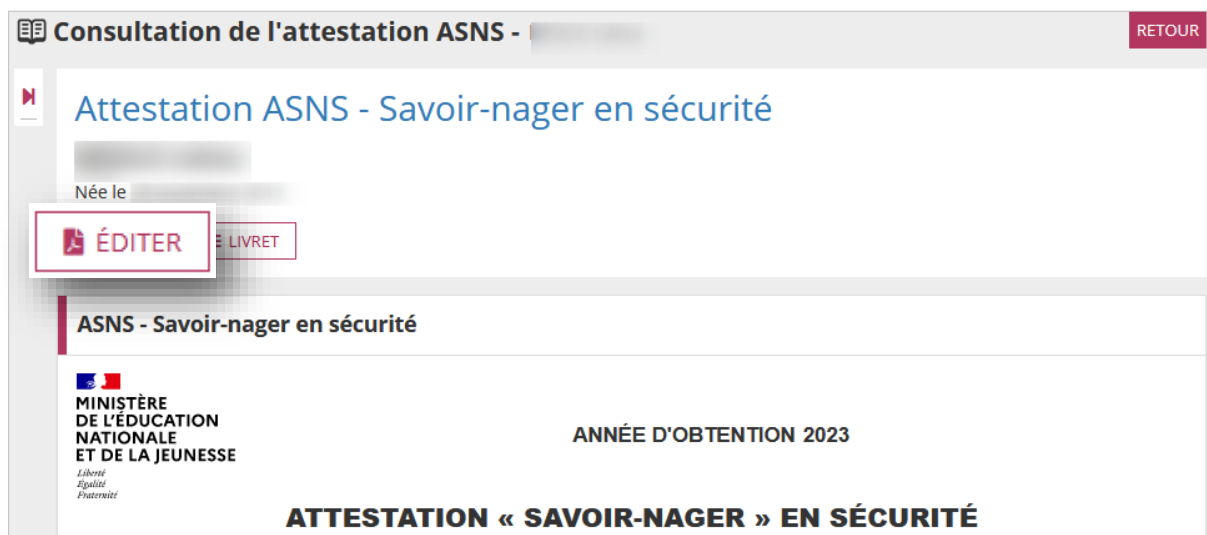 Consultation de l'attestation ASNS -
RETOUR
Attestation ASNS - Savoir-nager en sécurité
Née le
ÉDITER
LIVRET
ASNS - Savoir-nager en sécurité
MINISTÈRE
DE L'ÉDUCATION
NATIONALE
ET DE LA JEUNESSE
Liberté
Égalité
Fraternité
ANNÉE D'OBTENTION 2023
ATTESTATION « SAVOIR-NAGER » EN SÉCURITÉ